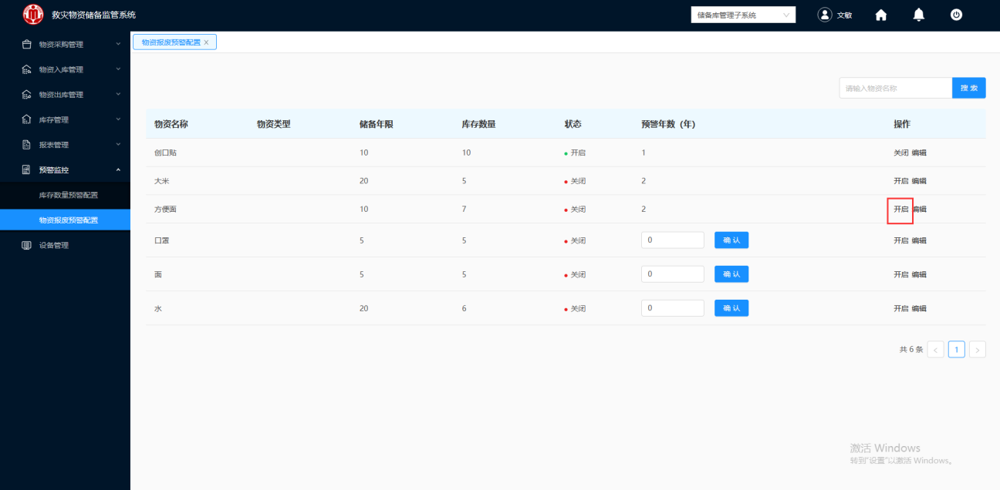 救灾物资储备监管系统
储备库管理子系统
文敏
物资采购管理
物资入库管理
物资出库管理
库存管理
报表管理
预警监控
库存数量预警配置
物资报废预警配置
设备管理
物资报废预警配置
请输入物资名称
搜 索
物资名称 物资类型 储备年限 库存数量 状态 预警年数（年） 操作
创口贴 10 10 开启 1 关闭 编辑
大米 20 5 关闭 2 开启 编辑
方便面 10 7 关闭 2 开启 编辑
口罩 5 5 关闭 0 确 认 开启 编辑
面 5 5 关闭 0 确 认 开启 编辑
水 20 6 关闭 0 确 认 开启 编辑
共 6 条 < 1 >
激活 Windows
转到"设置"以激活 Windows。